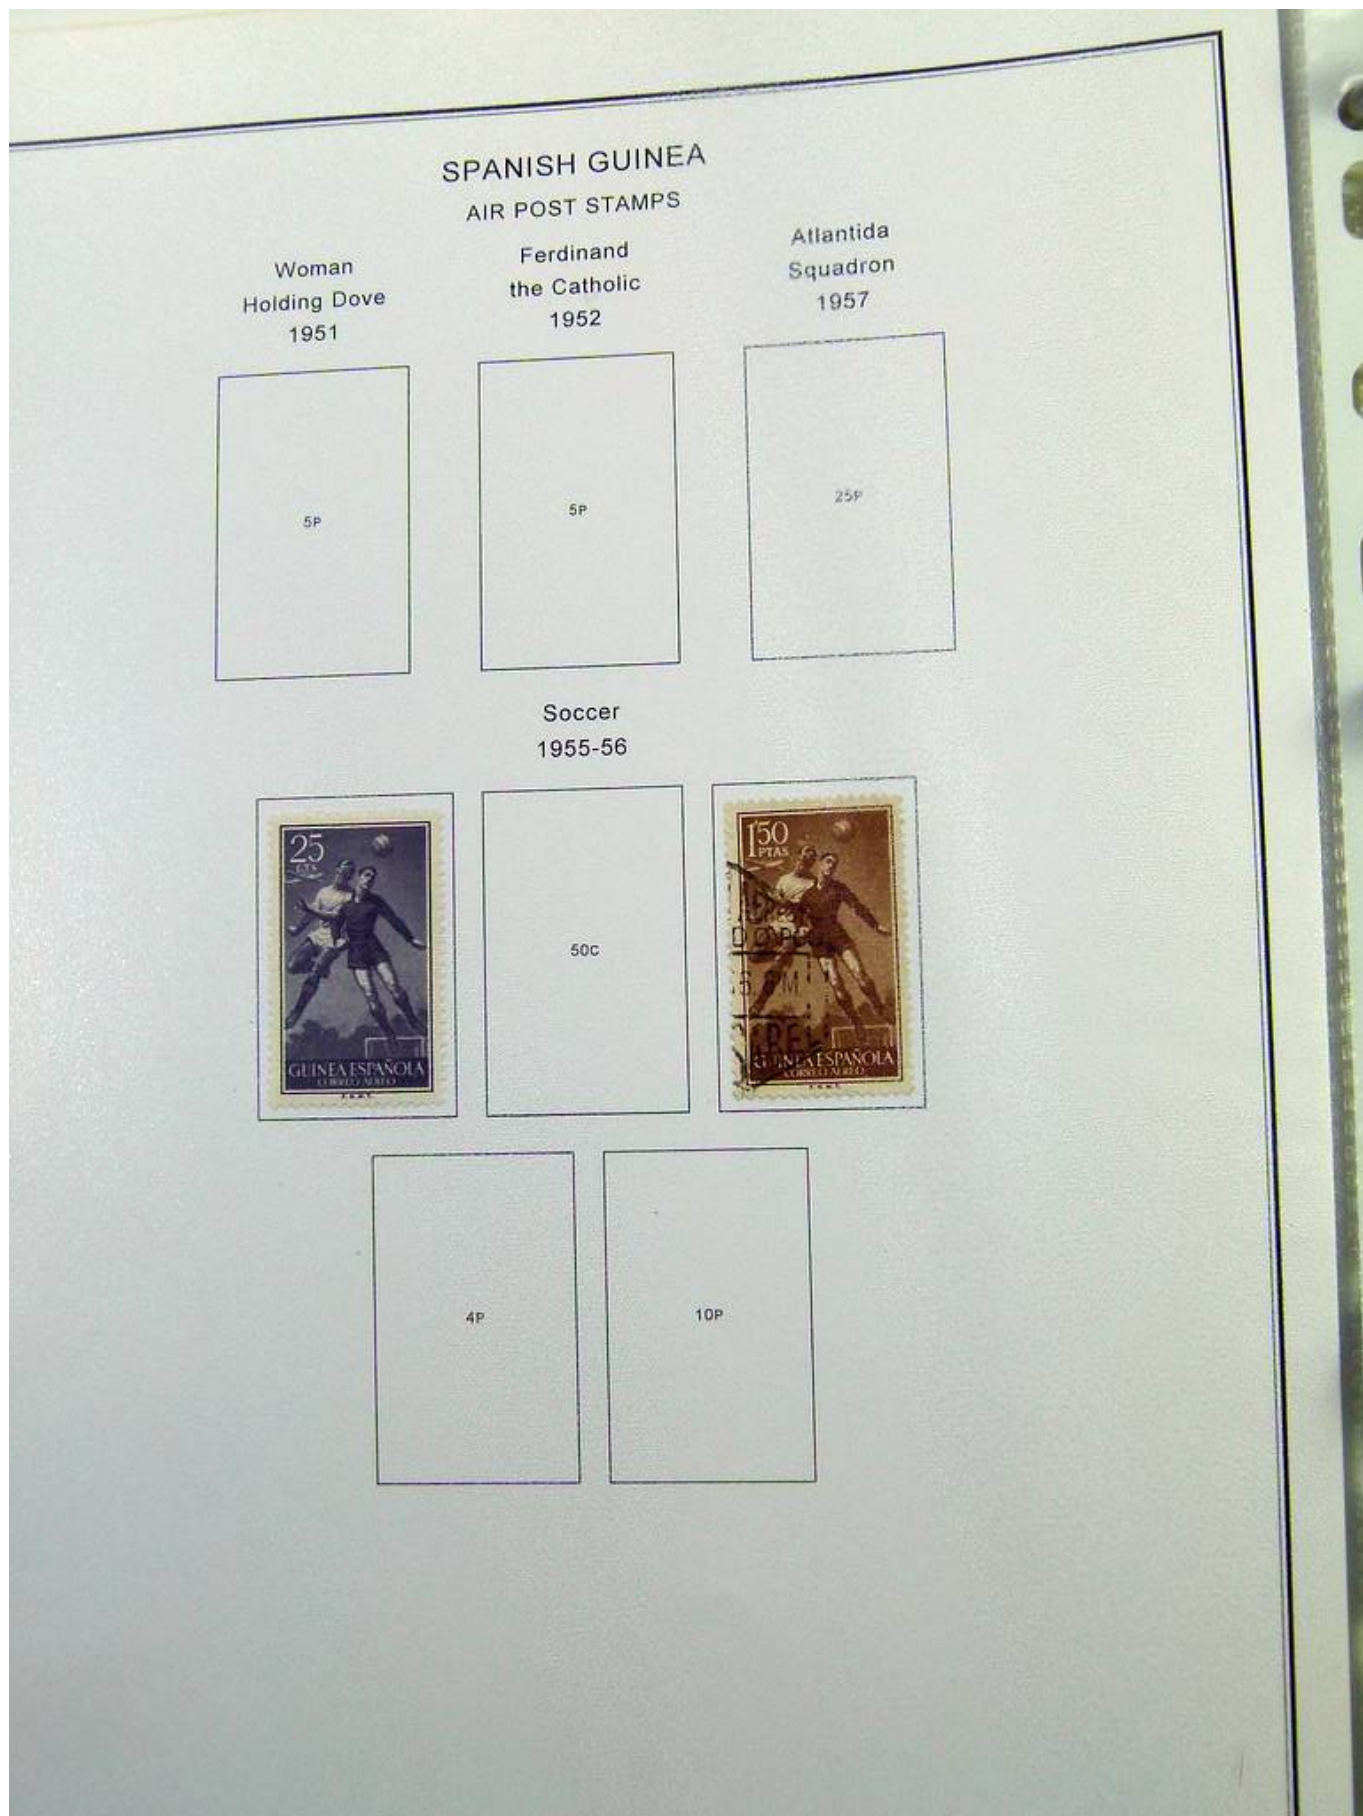 SPANISH GUINEA
AIR POST STAMPS
Woman
Holding Dove
1951
Ferdinand
the Catholic
1952
Atlantida
Squadron
1957
5P
5P
25P
Soccer
1955-56
25
CTS
GUINEA ESPAÑOLA
CORREO AEREO
F.N.M.T.
50C
1'50
PTAS
GUINEA ESPAÑOLA
CORREO AEREO
4P
10P